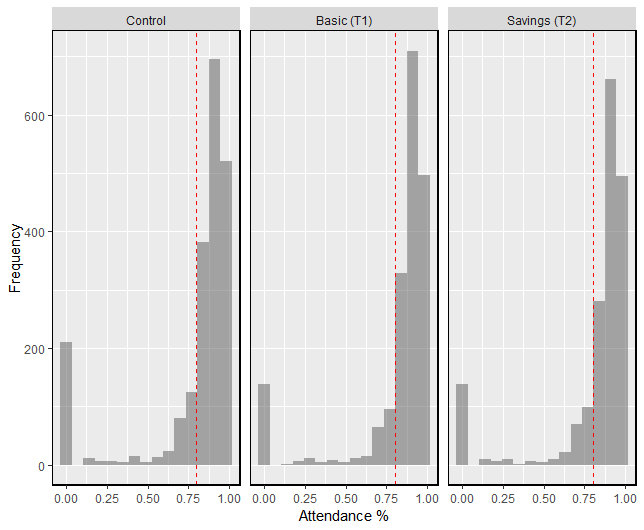 Control Basic (T1) Savings (T2)
Frequency
600
400
200
0
0.00 0.25 0.50 0.75 1.00 0.00 0.25 0.50 0.75 1.00 0.00 0.25 0.50 0.75 1.00
Attendance %